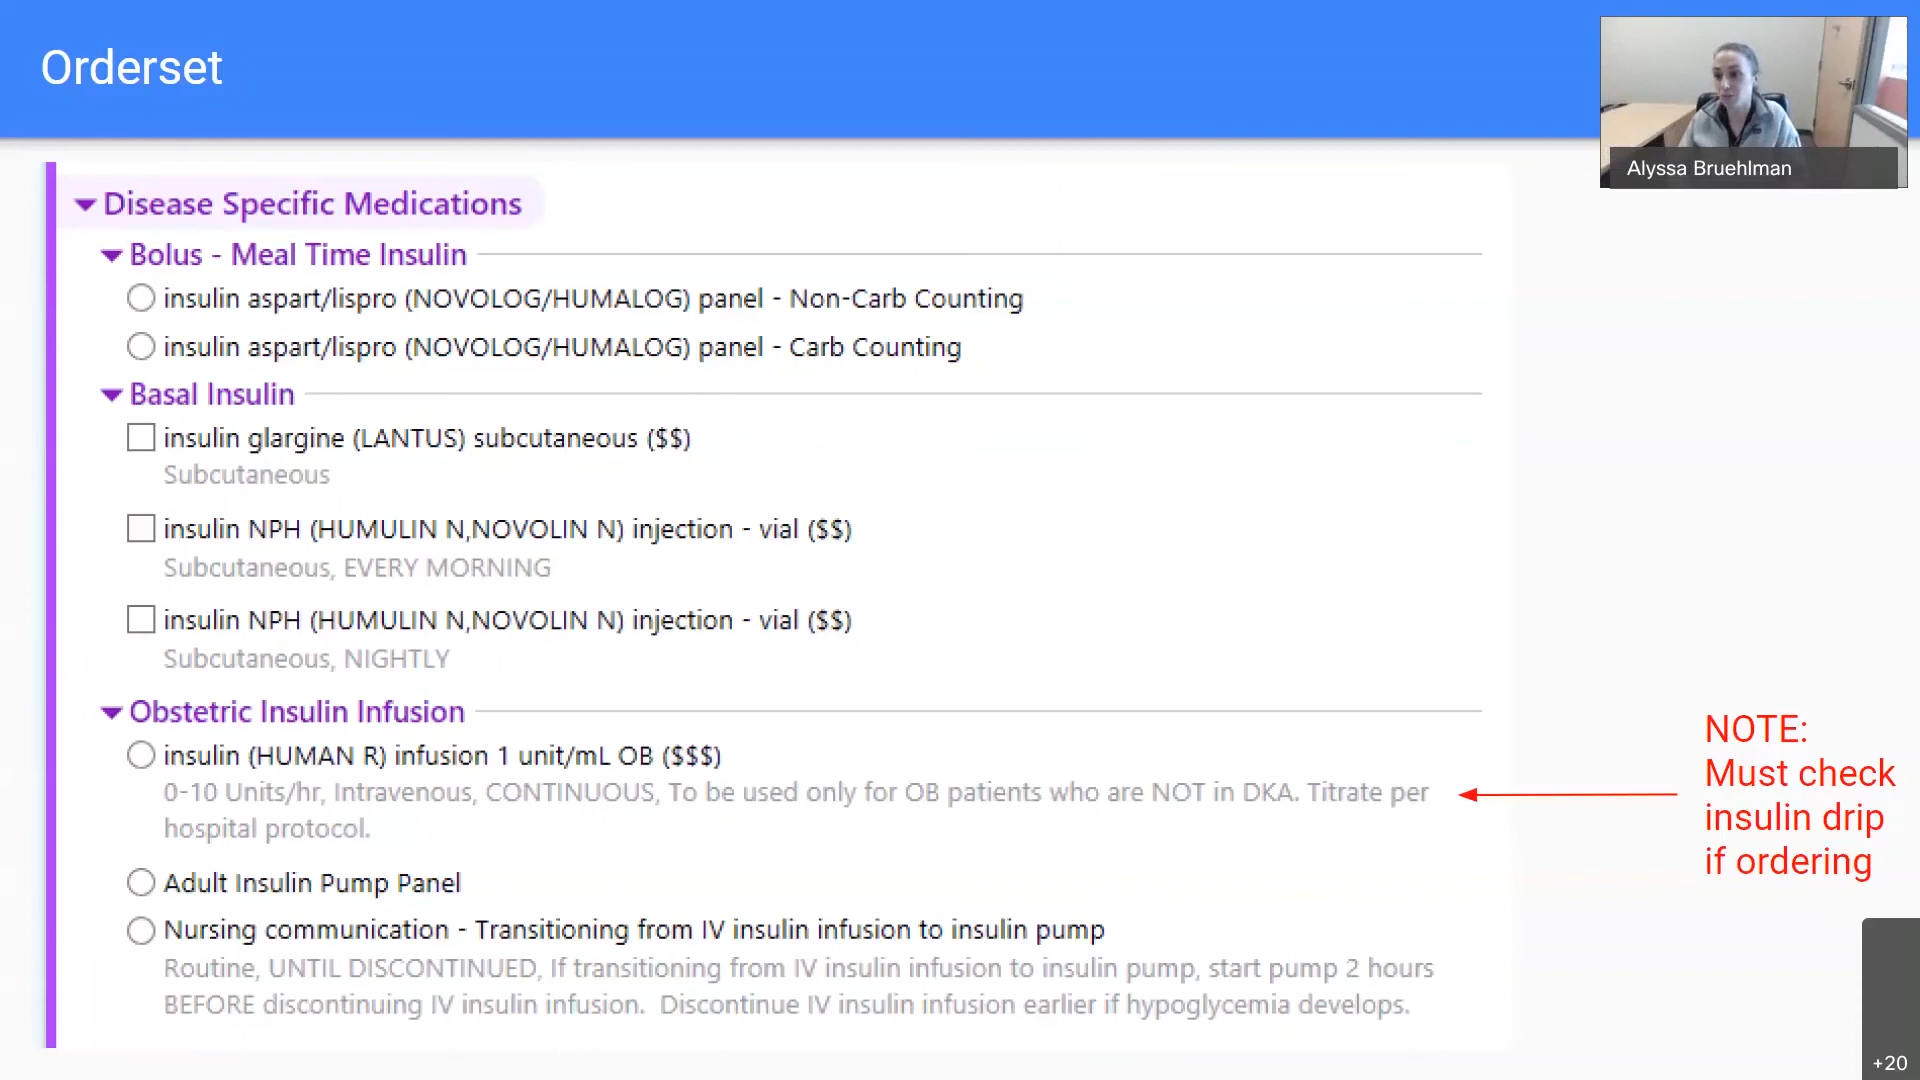 Orderset
Alyssa Bruehlman
Disease Specific Medications
Bolus - Meal Time Insulin
insulin aspart/lispro (NOVOLOG/HUMALOG) panel - Non-Carb Counting
insulin aspart/lispro (NOVOLOG/HUMALOG) panel - Carb Counting
Basal Insulin
insulin glargine (LANTUS) subcutaneous ($$)
Subcutaneous
insulin NPH (HUMULIN N,NOVOLIN N) injection - vial ($$)
Subcutaneous, EVERY MORNING
insulin NPH (HUMULIN N,NOVOLIN N) injection - vial ($$)
Subcutaneous, NIGHTLY
Obstetric Insulin Infusion
insulin (HUMAN R) infusion 1 unit/mL OB ($$$)
0-10 Units/hr, Intravenous, CONTINUOUS, To be used only for OB patients who are NOT in DKA. Titrate per
hospital protocol.
Adult Insulin Pump Panel
Nursing communication - Transitioning from IV insulin infusion to insulin pump
Routine, UNTIL DISCONTINUED, If transitioning from IV insulin infusion to insulin pump, start pump 2 hours
BEFORE discontinuing IV insulin infusion.  Discontinue IV insulin infusion earlier if hypoglycemia develops.
NOTE:
Must check
insulin drip
if ordering
+20